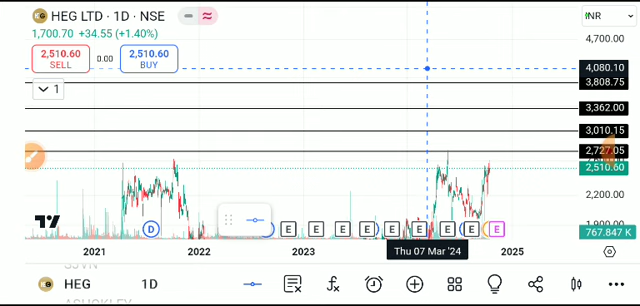 HEG LTD · 1D · NSE
INR
1,700.70 +34.55 (+1.40%)
4,700.00
2,510.60
SELL
0.00
2,510.60
BUY
4,080.10
3,808.75
1
3,362.00
3,010.15
2,727.05
2,510.60
2,200.00
D
E E E E E E E E E
767.847 K
2021 2022 2023 Thu 07 Mar '24 2025
HEG 1D